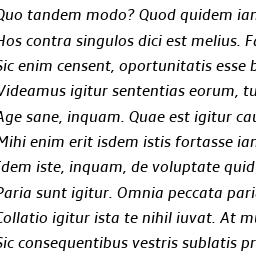 Quo tandem modo? Quod quidem ian
Hos contra singulos dici est melius. Fa
Sic enim censent, oportunitatis esse b
Videamus igitur sententias eorum, tu
Age sane, inquam. Quae est igitur cau
Mihi enim erit isdem istis fortasse ian
Idem iste, inquam, de voluptate quid
Paria sunt igitur. Omnia peccata pari
Collatio igitur ista te nihil iuvat. At mu
Sic consequentibus vestris sublatis pr